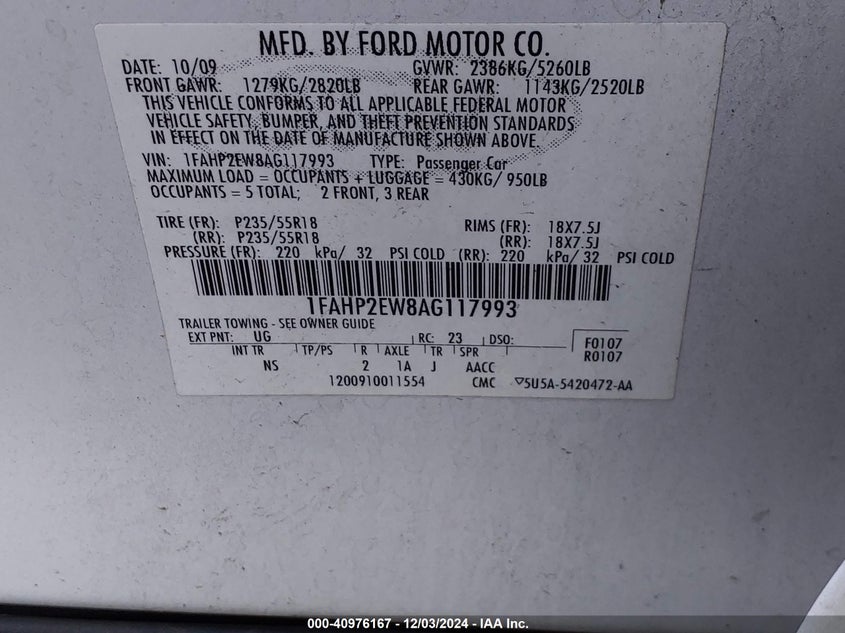 MFD. BY FORD MOTOR CO.
DATE: 10/09 GVWR: 2386KG/5260LB
FRONT GAWR: 1279KG/2820LB REAR GAWR: 1143KG/2520LB
THIS VEHICLE CONFORMS TO ALL APPLICABLE FEDERAL MOTOR
VEHICLE SAFETY, BUMPER, AND THEFT PREVENTION STANDARDS
IN EFFECT ON THE DATE OF MANUFACTURE SHOWN ABOVE.
VIN: 1FAHP2EW8AG117993 TYPE: Passenger Car
MAXIMUM LOAD = OCCUPANTS + LUGGAGE = 430KG/ 950LB
OCCUPANTS = 5 TOTAL; 2 FRONT, 3 REAR
TIRE (FR): P235/55R18 RIMS (FR): 18X7.5J
(RR): P235/55R18 (RR): 18X7.5J
PRESSURE (FR): 220 kPa/ 32 PSI COLD (RR): 220 kPa/ 32 PSI COLD
1FAHP2EW8AG117993
TRAILER TOWING - SEE OWNER GUIDE
EXT PNT: UG RC: 23 DSO: F0107
INT TR TP/PS R AXLE TR SPR R0107
NS 2 1A J AACC
1200910011554 CMC ▽5U5A-5420472-AA
000-40976167 - 12/03/2024 - IAA Inc.